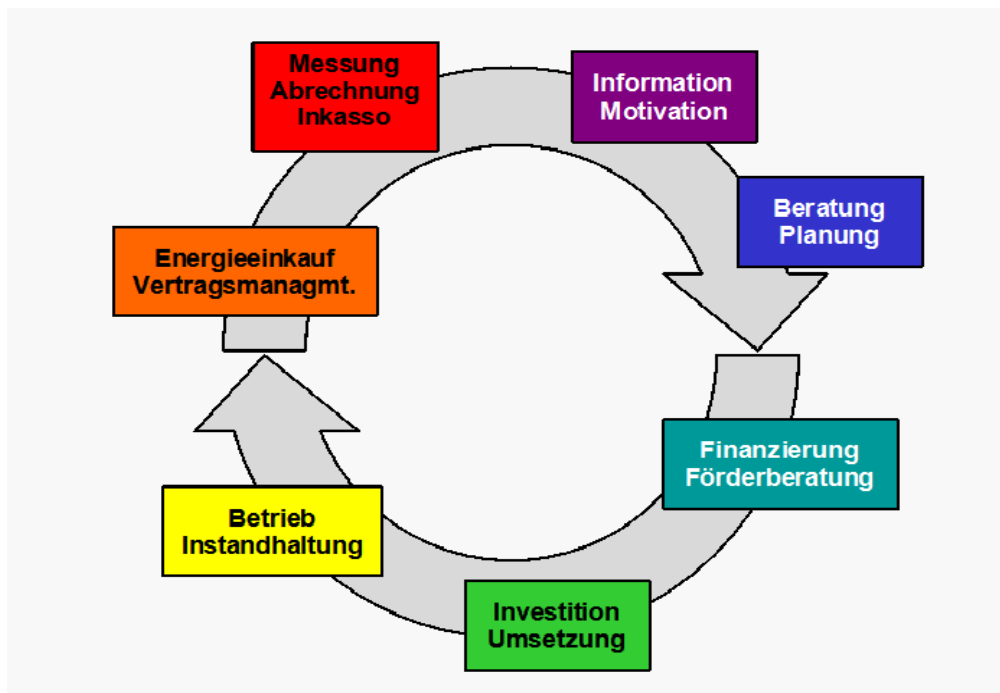 Messung
Abrechnung
Inkasso
Information
Motivation
Beratung
Planung
Energieeinkauf
Vertragsmanagmt.
Finanzierung
Förderberatung
Betrieb
Instandhaltung
Investition
Umsetzung